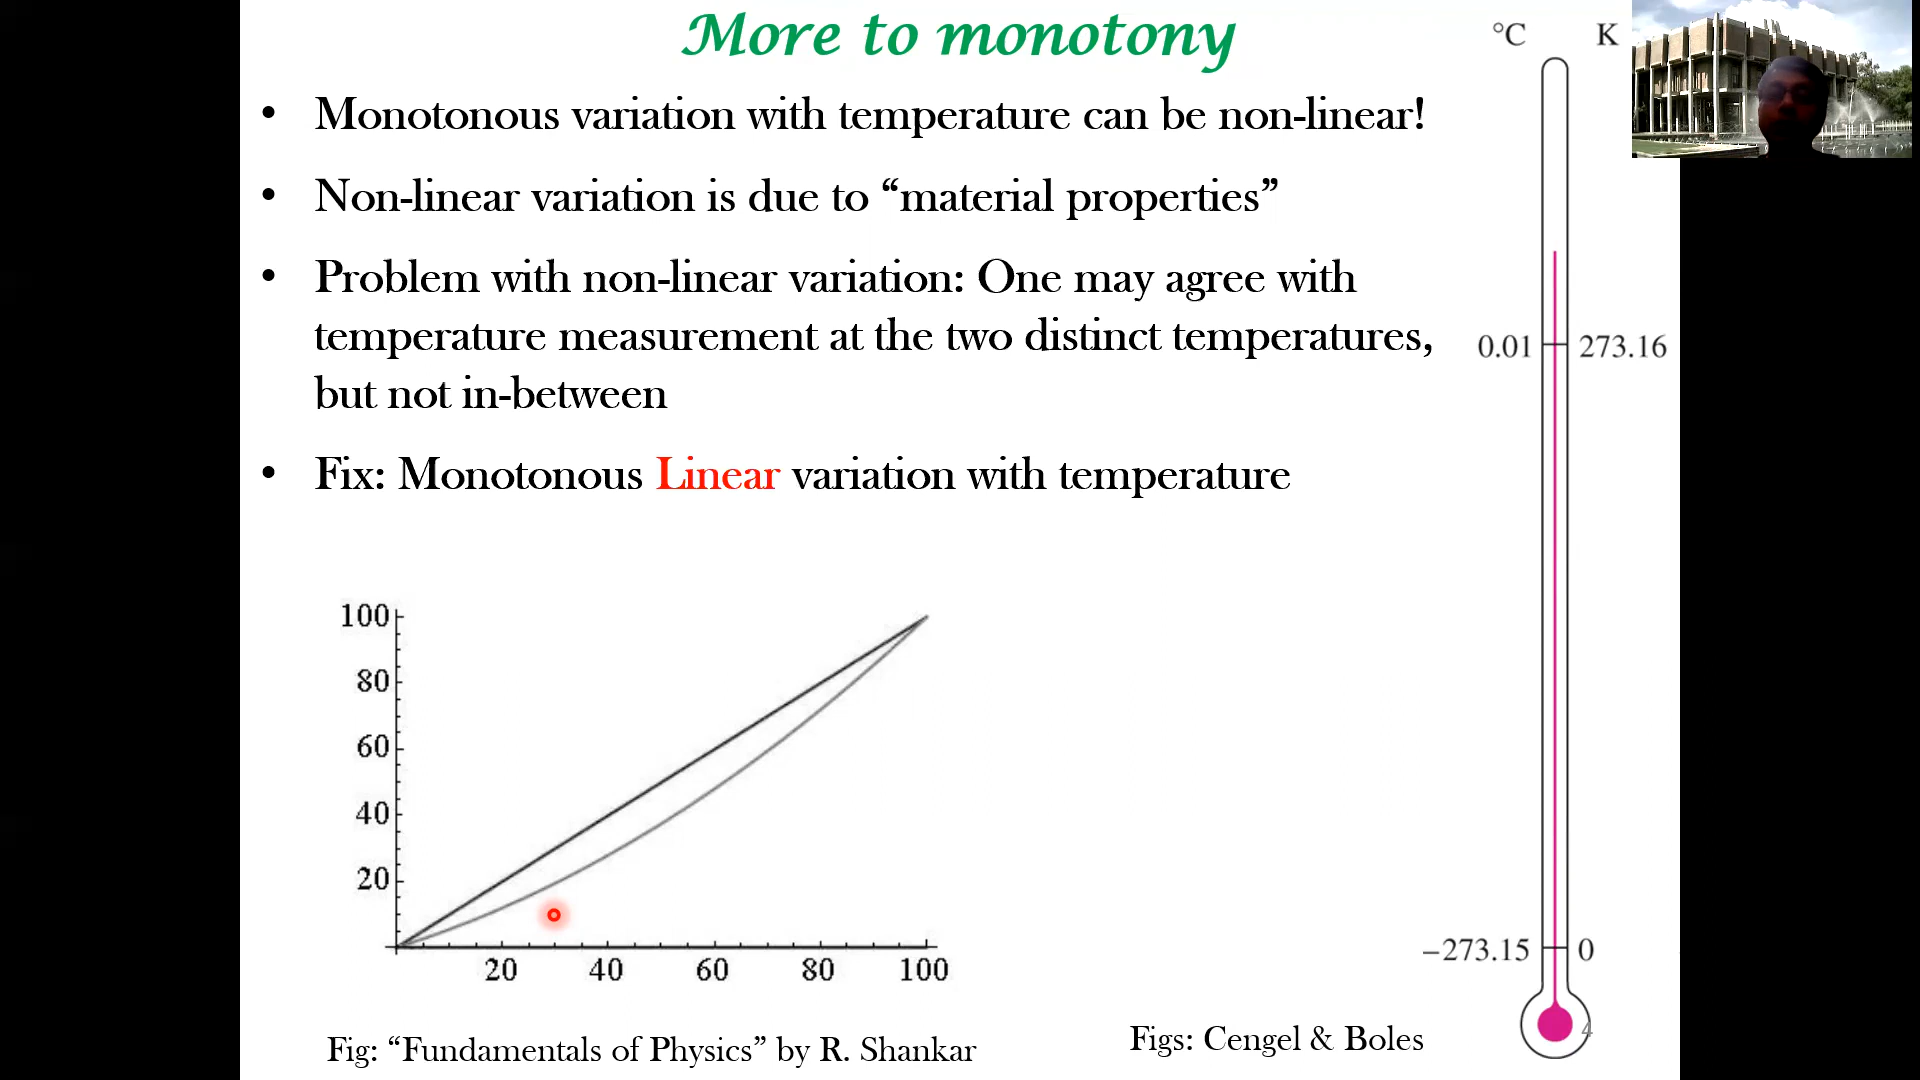 More to monotony
• Monotonous variation with temperature can be non-linear!
• Non-linear variation is due to “material properties”
• Problem with non-linear variation: One may agree with
temperature measurement at the two distinct temperatures,
but not in-between
• Fix: Monotonous Linear variation with temperature
100
80
60
40
20
20 40 60 80 100
Fig: “Fundamentals of Physics” by R. Shankar
°C K
0.01 273.16
−273.15 0
4
Figs: Cengel & Boles